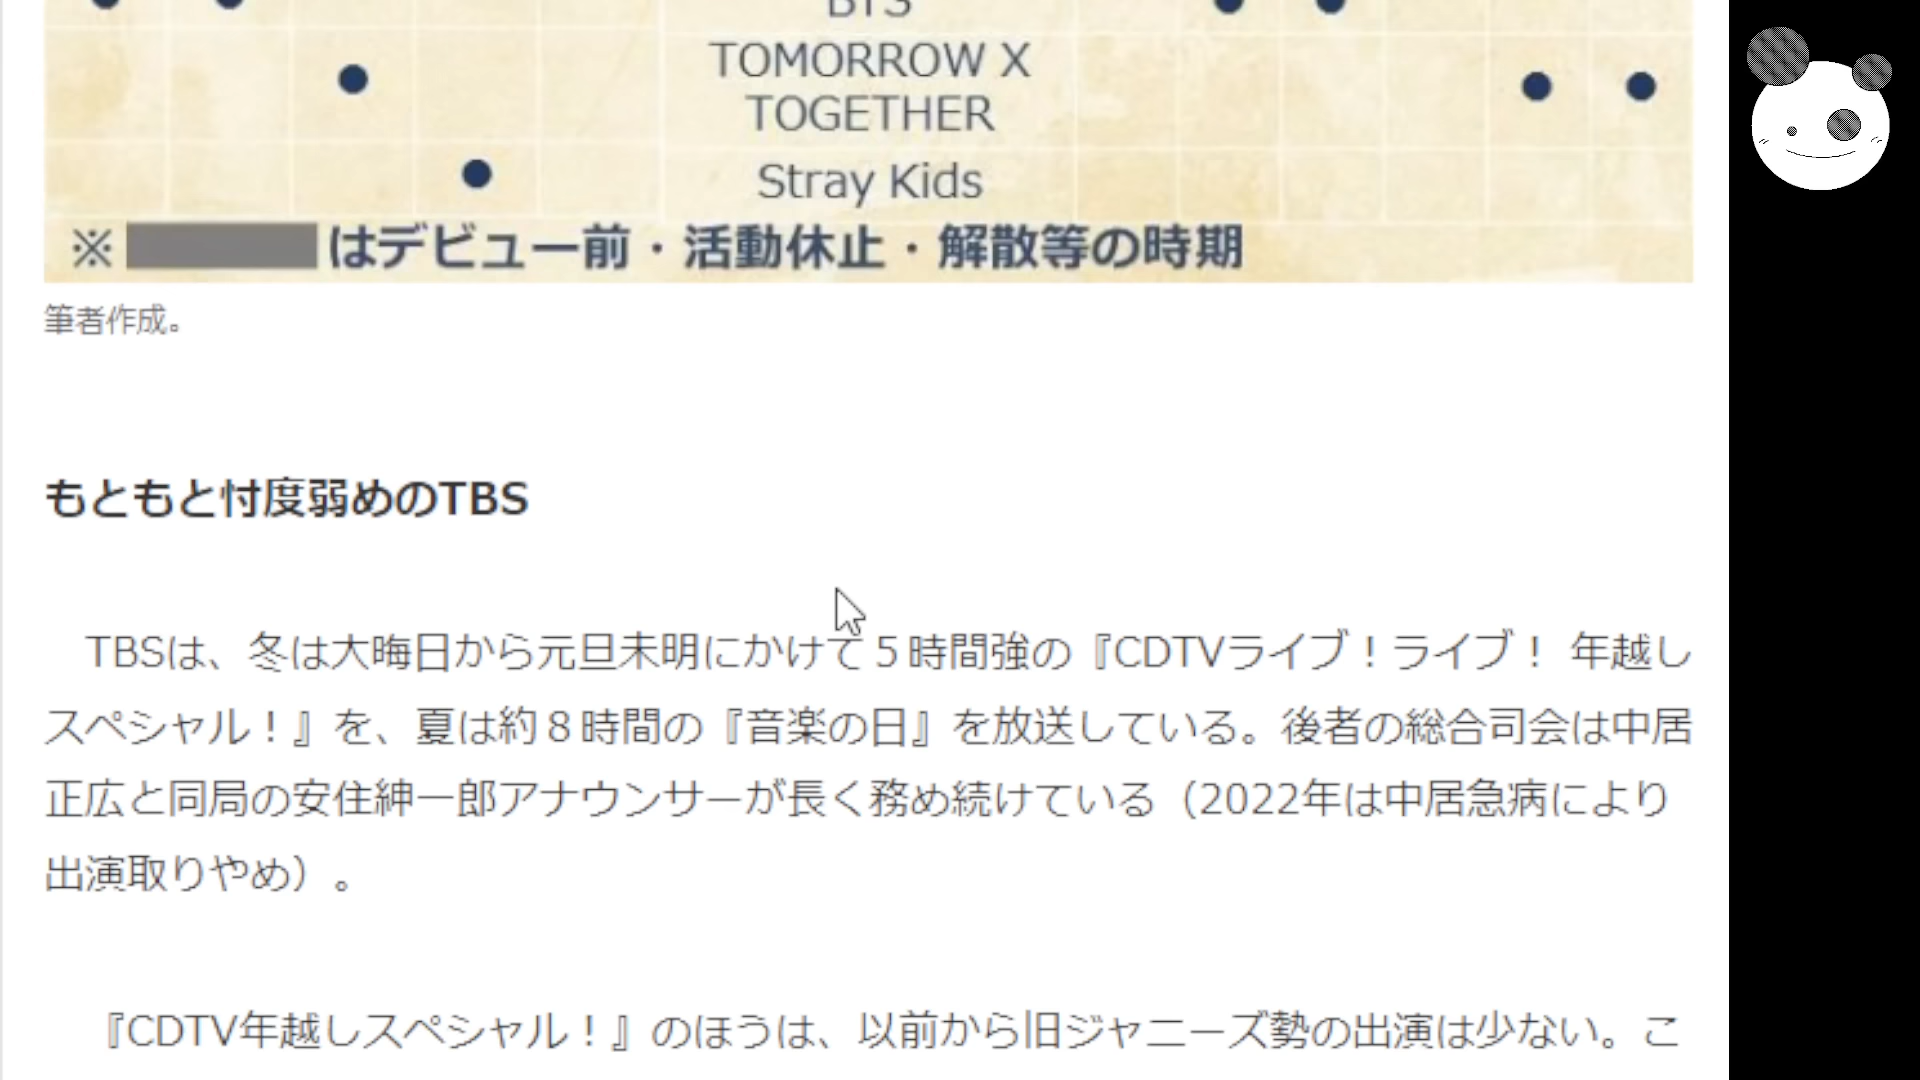 BTS
TOMORROW X
TOGETHER
Stray Kids
※ はデビュー前・活動休止・解散等の時期
筆者作成。
もともと忖度弱めのTBS
TBSは、冬は大晦日から元旦未明にかけて５時間強の『CDTVライブ！ライブ！ 年越し
スペシャル！』を、夏は約８時間の『音楽の日』を放送している。後者の総合司会は中居
正広と同局の安住紳一郎アナウンサーが長く務め続けている（2022年は中居急病により
出演取りやめ）。
『CDTV年越しスペシャル！』のほうは、以前から旧ジャニーズ勢の出演は少ない。こ